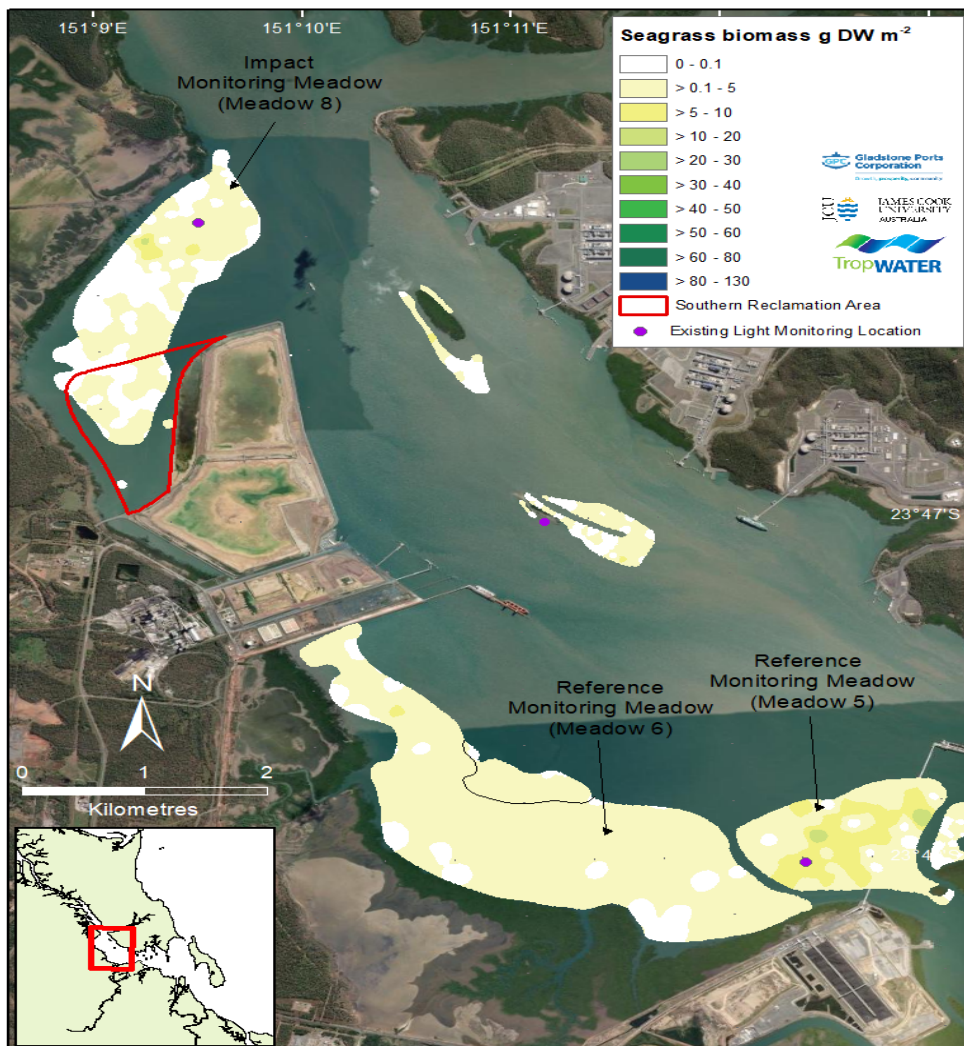 151°9'E
151°10'E
151°11'E
Impact
Monitoring Meadow
(Meadow 8)
Seagrass biomass g DW m-2
0 - 0.1
> 0.1 - 5
> 5 - 10
> 10 - 20
> 20 - 30
> 30 - 40
> 40 - 50
> 50 - 60
> 60 - 80
> 80 - 130
Southern Reclamation Area
Existing Light Monitoring Location
GPC
Gladstone Ports
Corporation
JCU
JAMES COOK
UNIVERSITY
AUSTRALIA
TropWATER
23°47'S
Reference
Monitoring Meadow
(Meadow 6)
Reference
Monitoring Meadow
(Meadow 5)
N
0 1 2
Kilometres